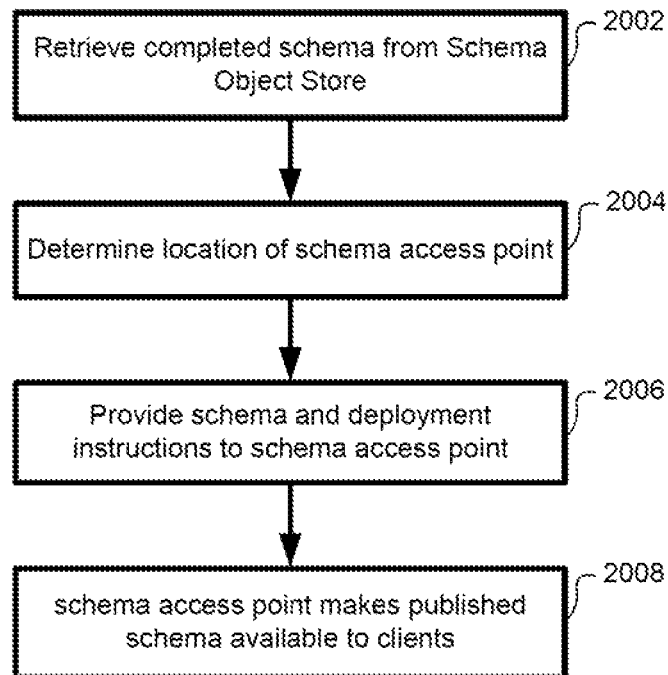 2002
Retrieve completed schema from Schema
Object Store
2004
Determine location of schema access point
2006
Provide schema and deployment
instructions to schema access point
2008
schema access point makes published
schema available to clients